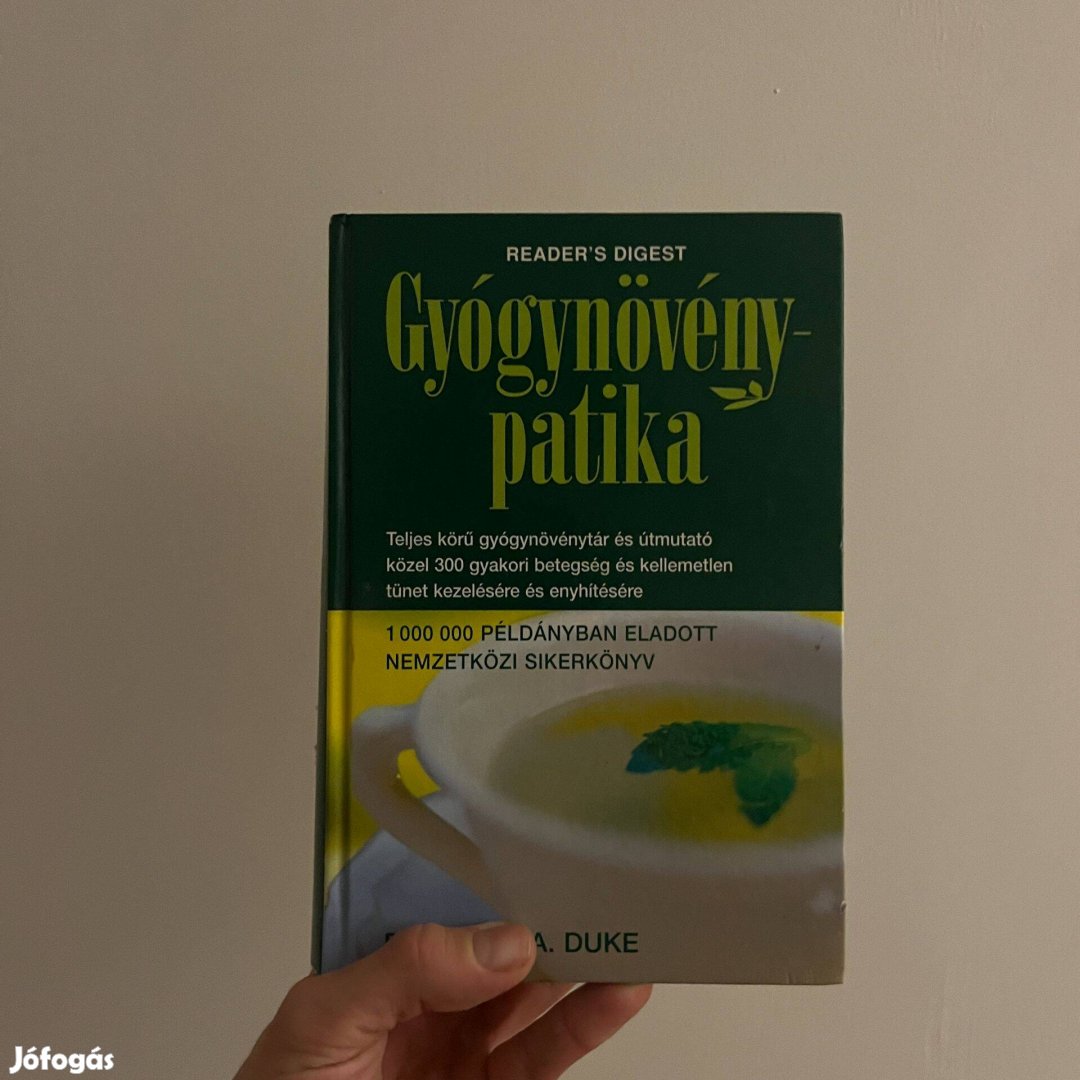 READER'S DIGEST
Gyógynövény-
patika
Teljes körű gyógynövénytár és útmutató
közel 300 gyakori betegség és kellemetlen
tünet kezelésére és enyhítésére
1 000 000 PÉLDÁNYBAN ELADOTT
NEMZETKÖZI SIKERKÖNYV
A. DUKE
Jófogás